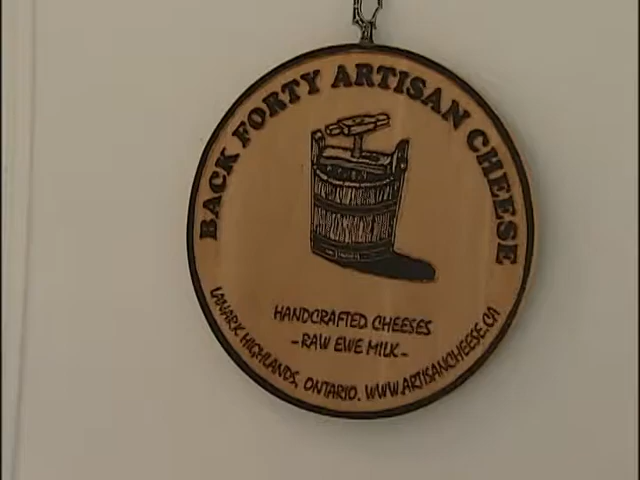 BACK FORTY ARTISAN CHEESE
HANDCRAFTED CHEESES
-RAW EWE MILK-
LANARK HIGHLANDS, ONTARIO. WWW.ARTISANCHEESE.CA